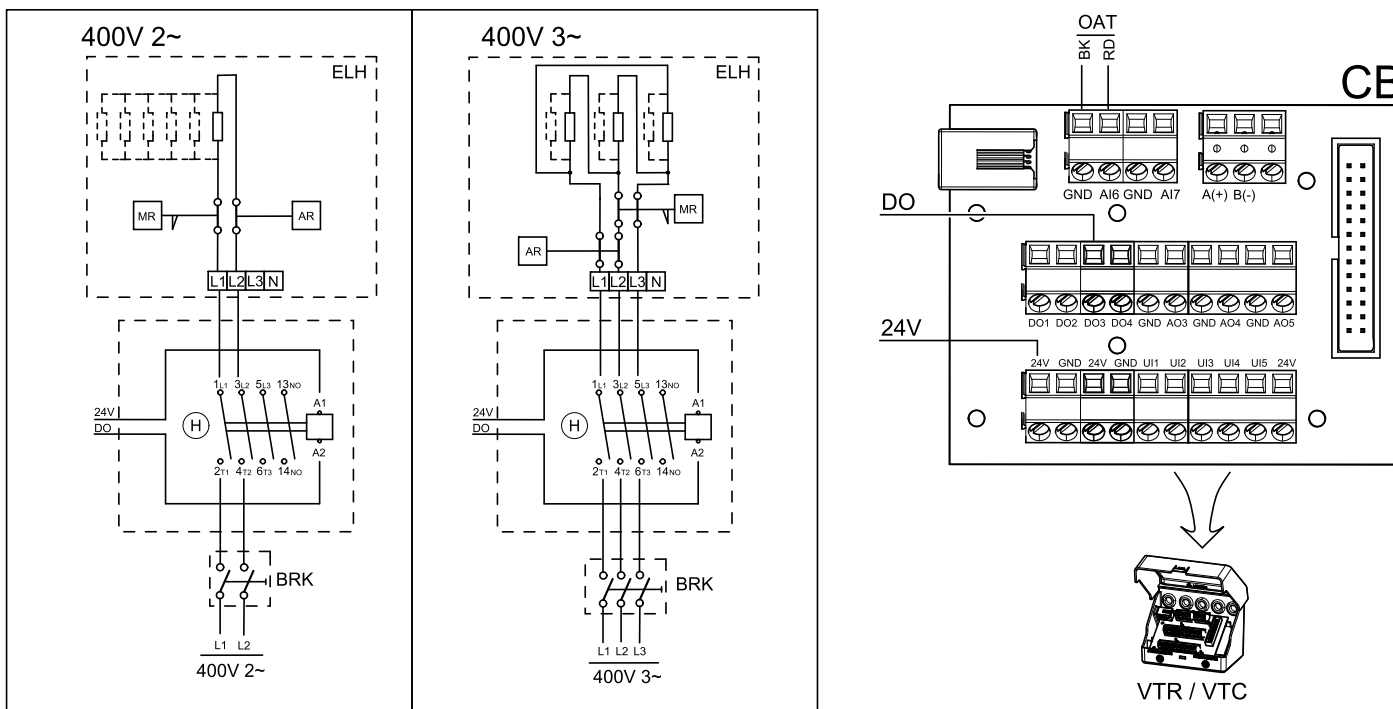 400V 2~
ELH
MR
AR
L1 L2 L3 N
1L1 3L2 5L3 13NO
A1
24V
DO
H
A2
2T1 4T2 6T3 14NO
BRK
L1 L2
400V 2~
400V 3~
ELH
MR
AR
L1 L2 L3 N
1L1 3L2 5L3 13NO
A1
24V
DO
H
A2
2T1 4T2 6T3 14NO
BRK
L1 L2 L3
400V 3~
OAT
BK
RD
CB
GND AI6 GND AI7
A(+) B(-)
DO
DO1 DO2 DO3 DO4 GND AO3 GND AO4 GND AO5
24V
24V GND 24V GND UI1 UI2 UI3 UI4 UI5 24V
VTR / VTC